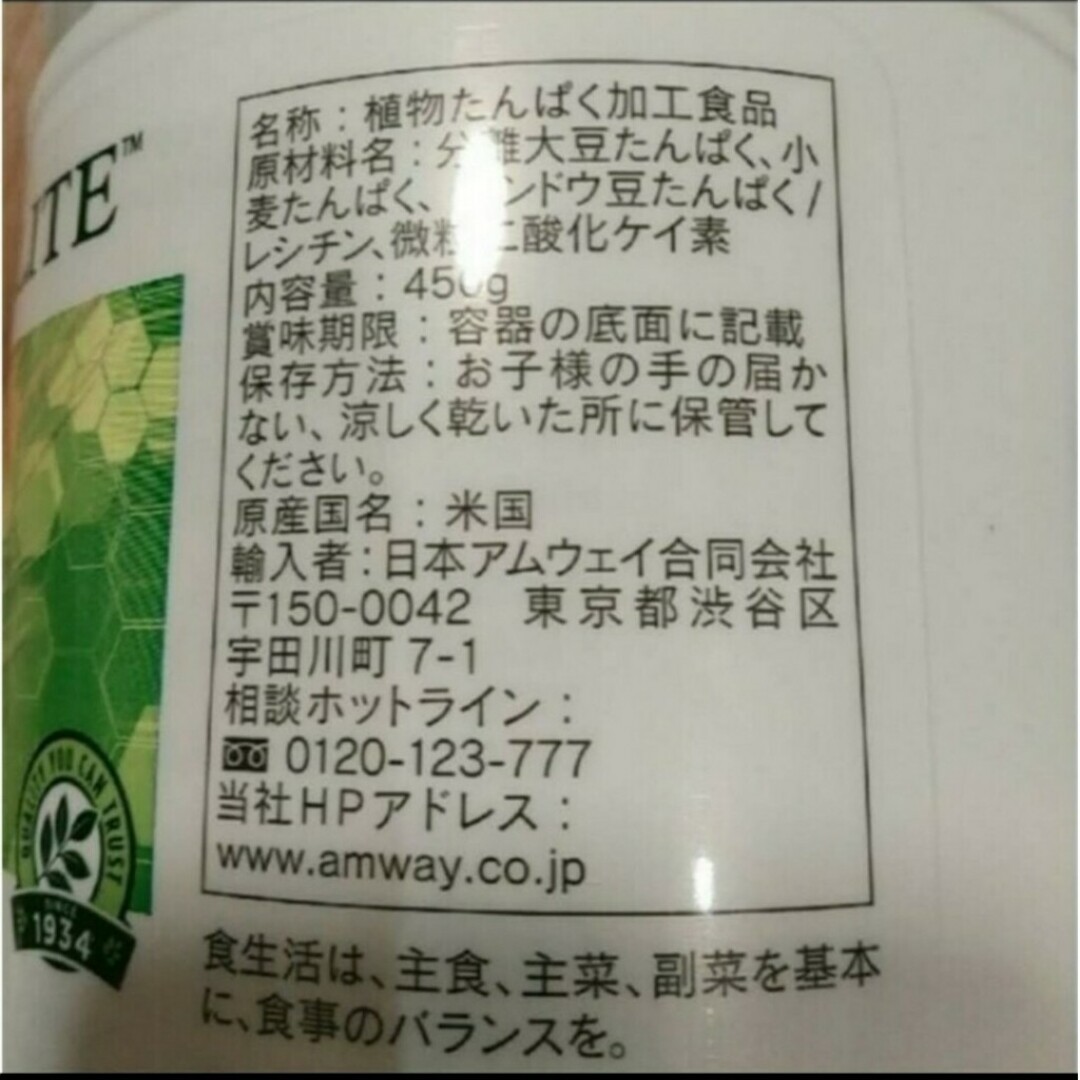 ITE™
名称：植物たんぱく加工食品
原材料名：分離大豆たんぱく、小
麦たんぱく、ンドウ豆たんぱく/
レシチン、微粒二酸化ケイ素
内容量：450g
賞味期限：容器の底面に記載
保存方法：お子様の手の届か
ない、涼しく乾いた所に保管して
ください。
原産国名：米国
輸入者：日本アムウェイ合同会社
〒150-0042 東京都渋谷区
宇田川町 7-1
相談ホットライン：
0120-123-777
当社HPアドレス：
www.amway.co.jp
QUALITY YOU CAN TRUST
SINCE
1934
食生活は、主食、主菜、副菜を基本
に、食事のバランスを。